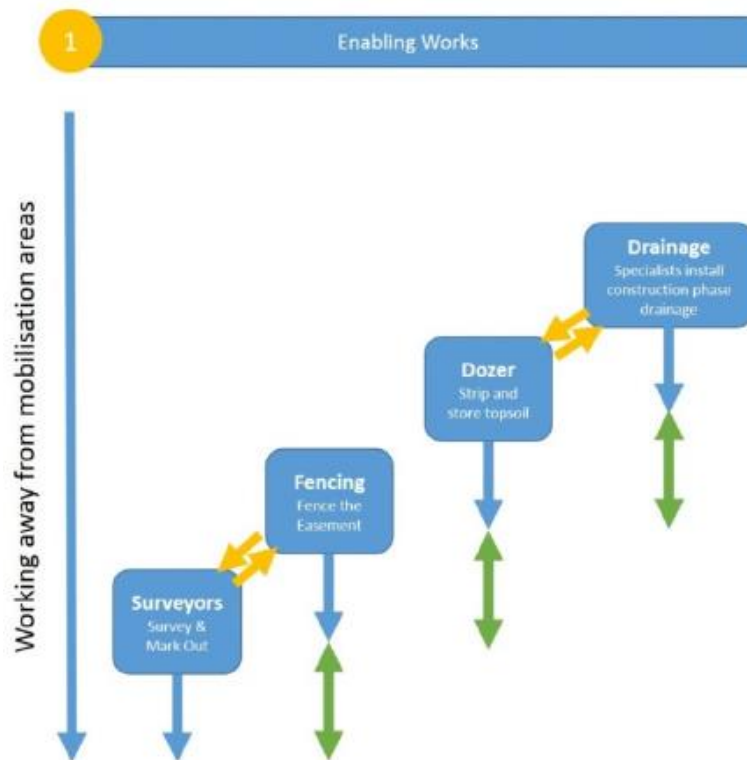 1
Enabling Works
Working away from mobilisation areas
Drainage
Specialists install
construction phase
drainage
Dozer
Strip and
store topsoil
Fencing
Fence the
Easement
Surveyors
Survey &
Mark Out